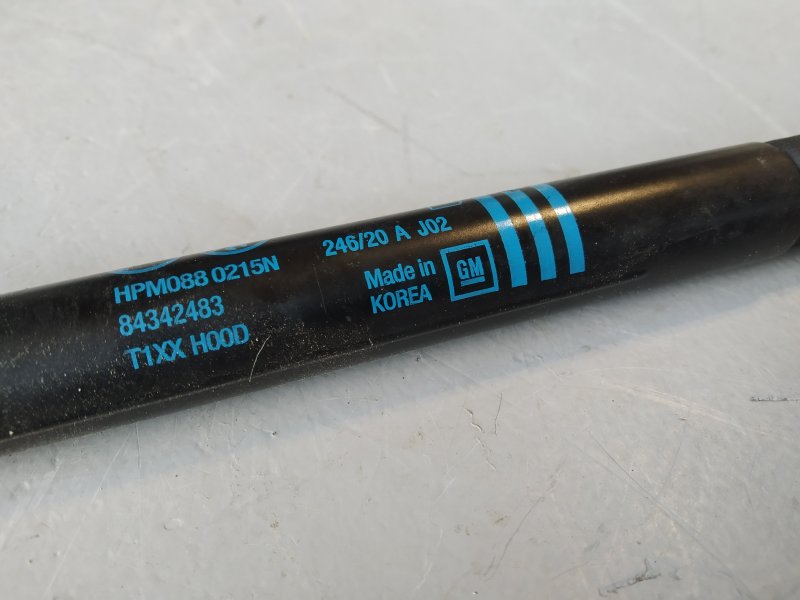 HPM088 0215N
84342483
T1XX HOOD
246/20 A J02
Made in
KOREA
GM